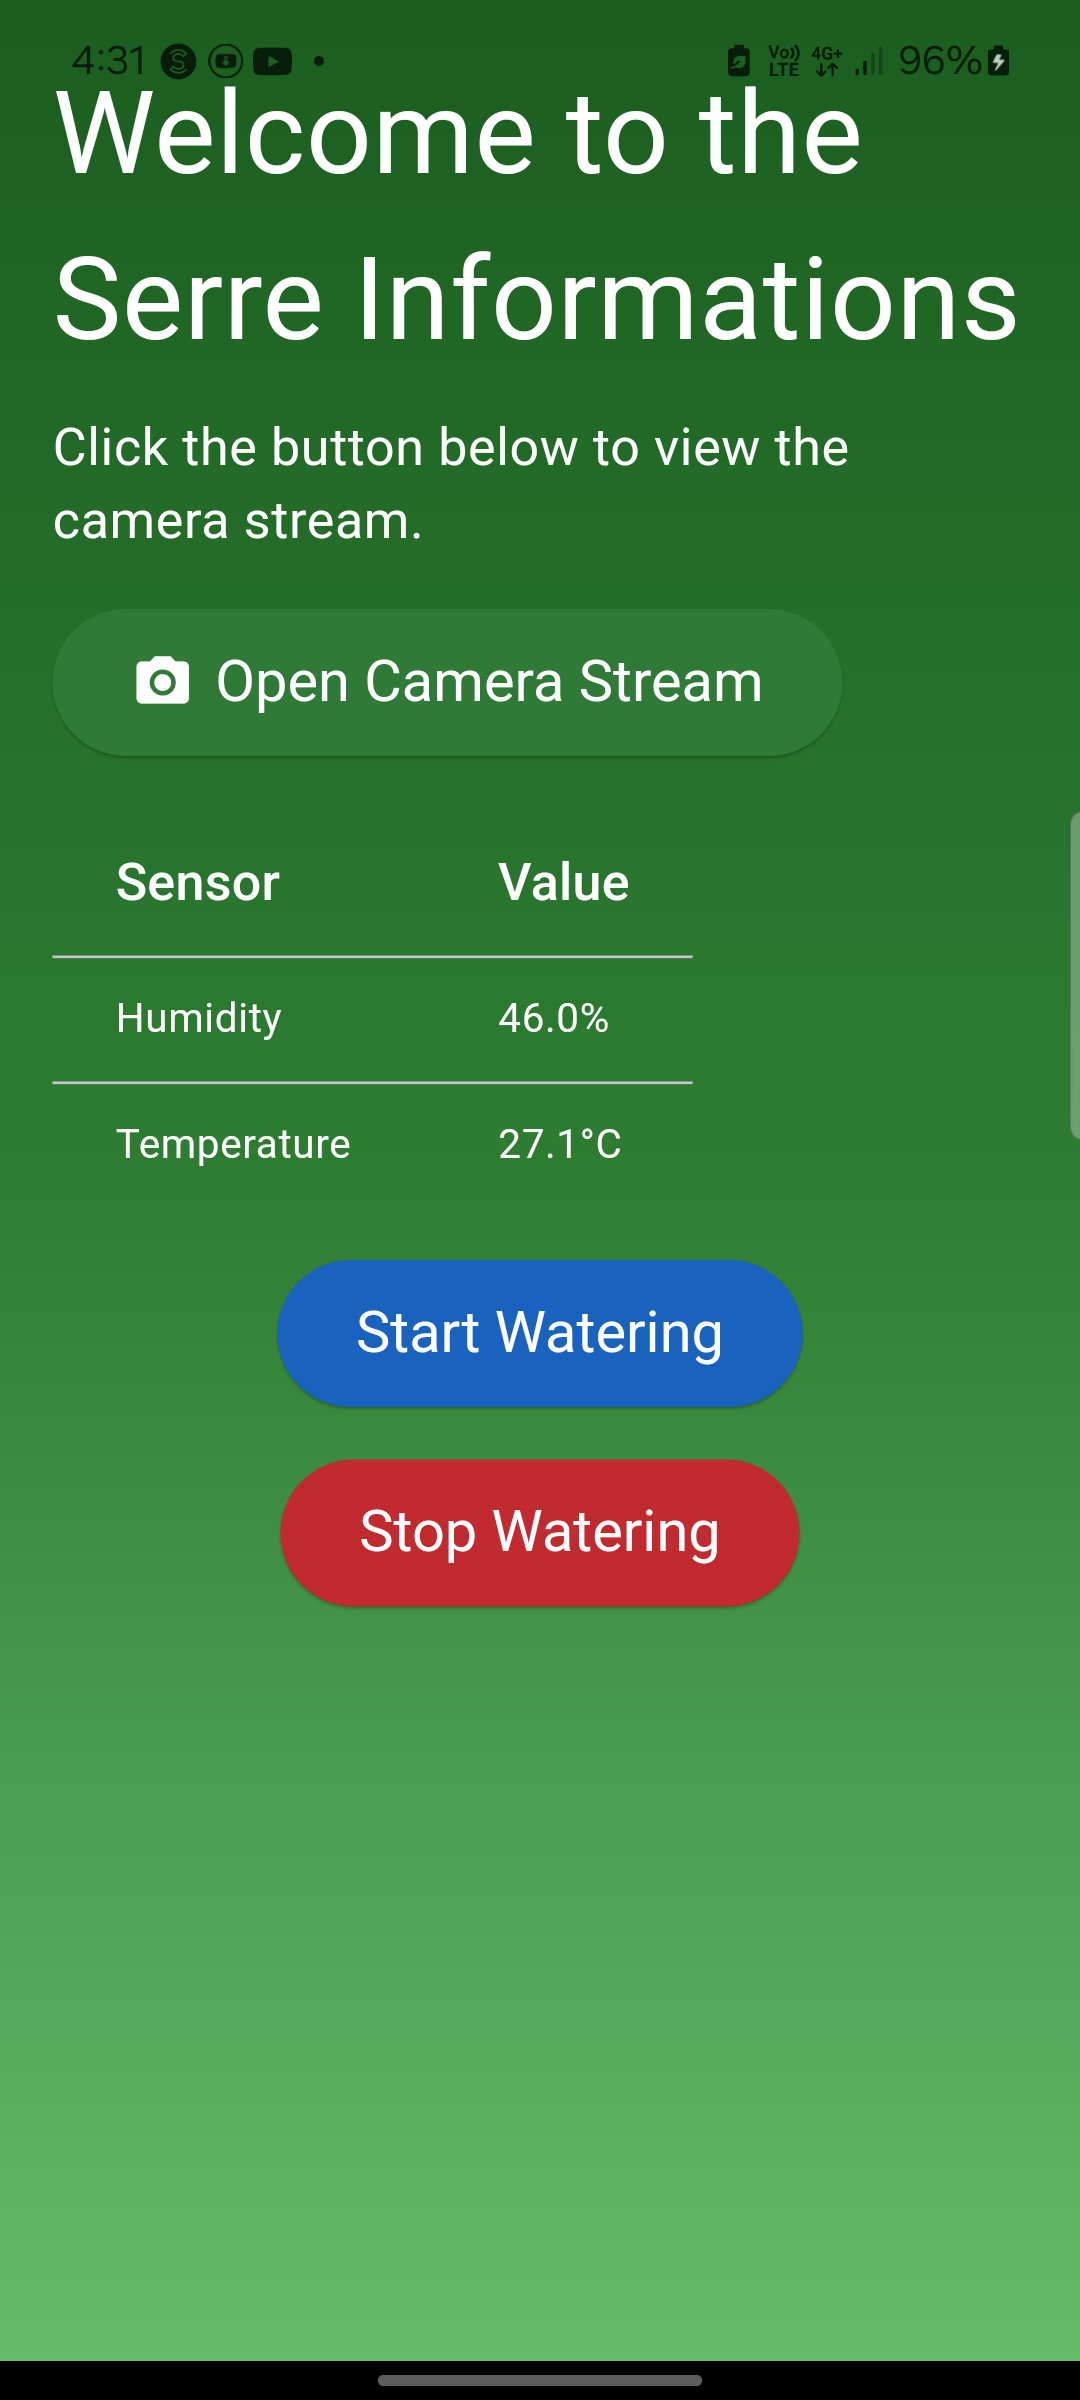 4:31 Vo)) LTE 4G+ 96%
Welcome to the
Serre Informations
Click the button below to view the
camera stream.
Open Camera Stream
Sensor Value
Humidity 46.0%
Temperature 27.1°C
Start Watering
Stop Watering